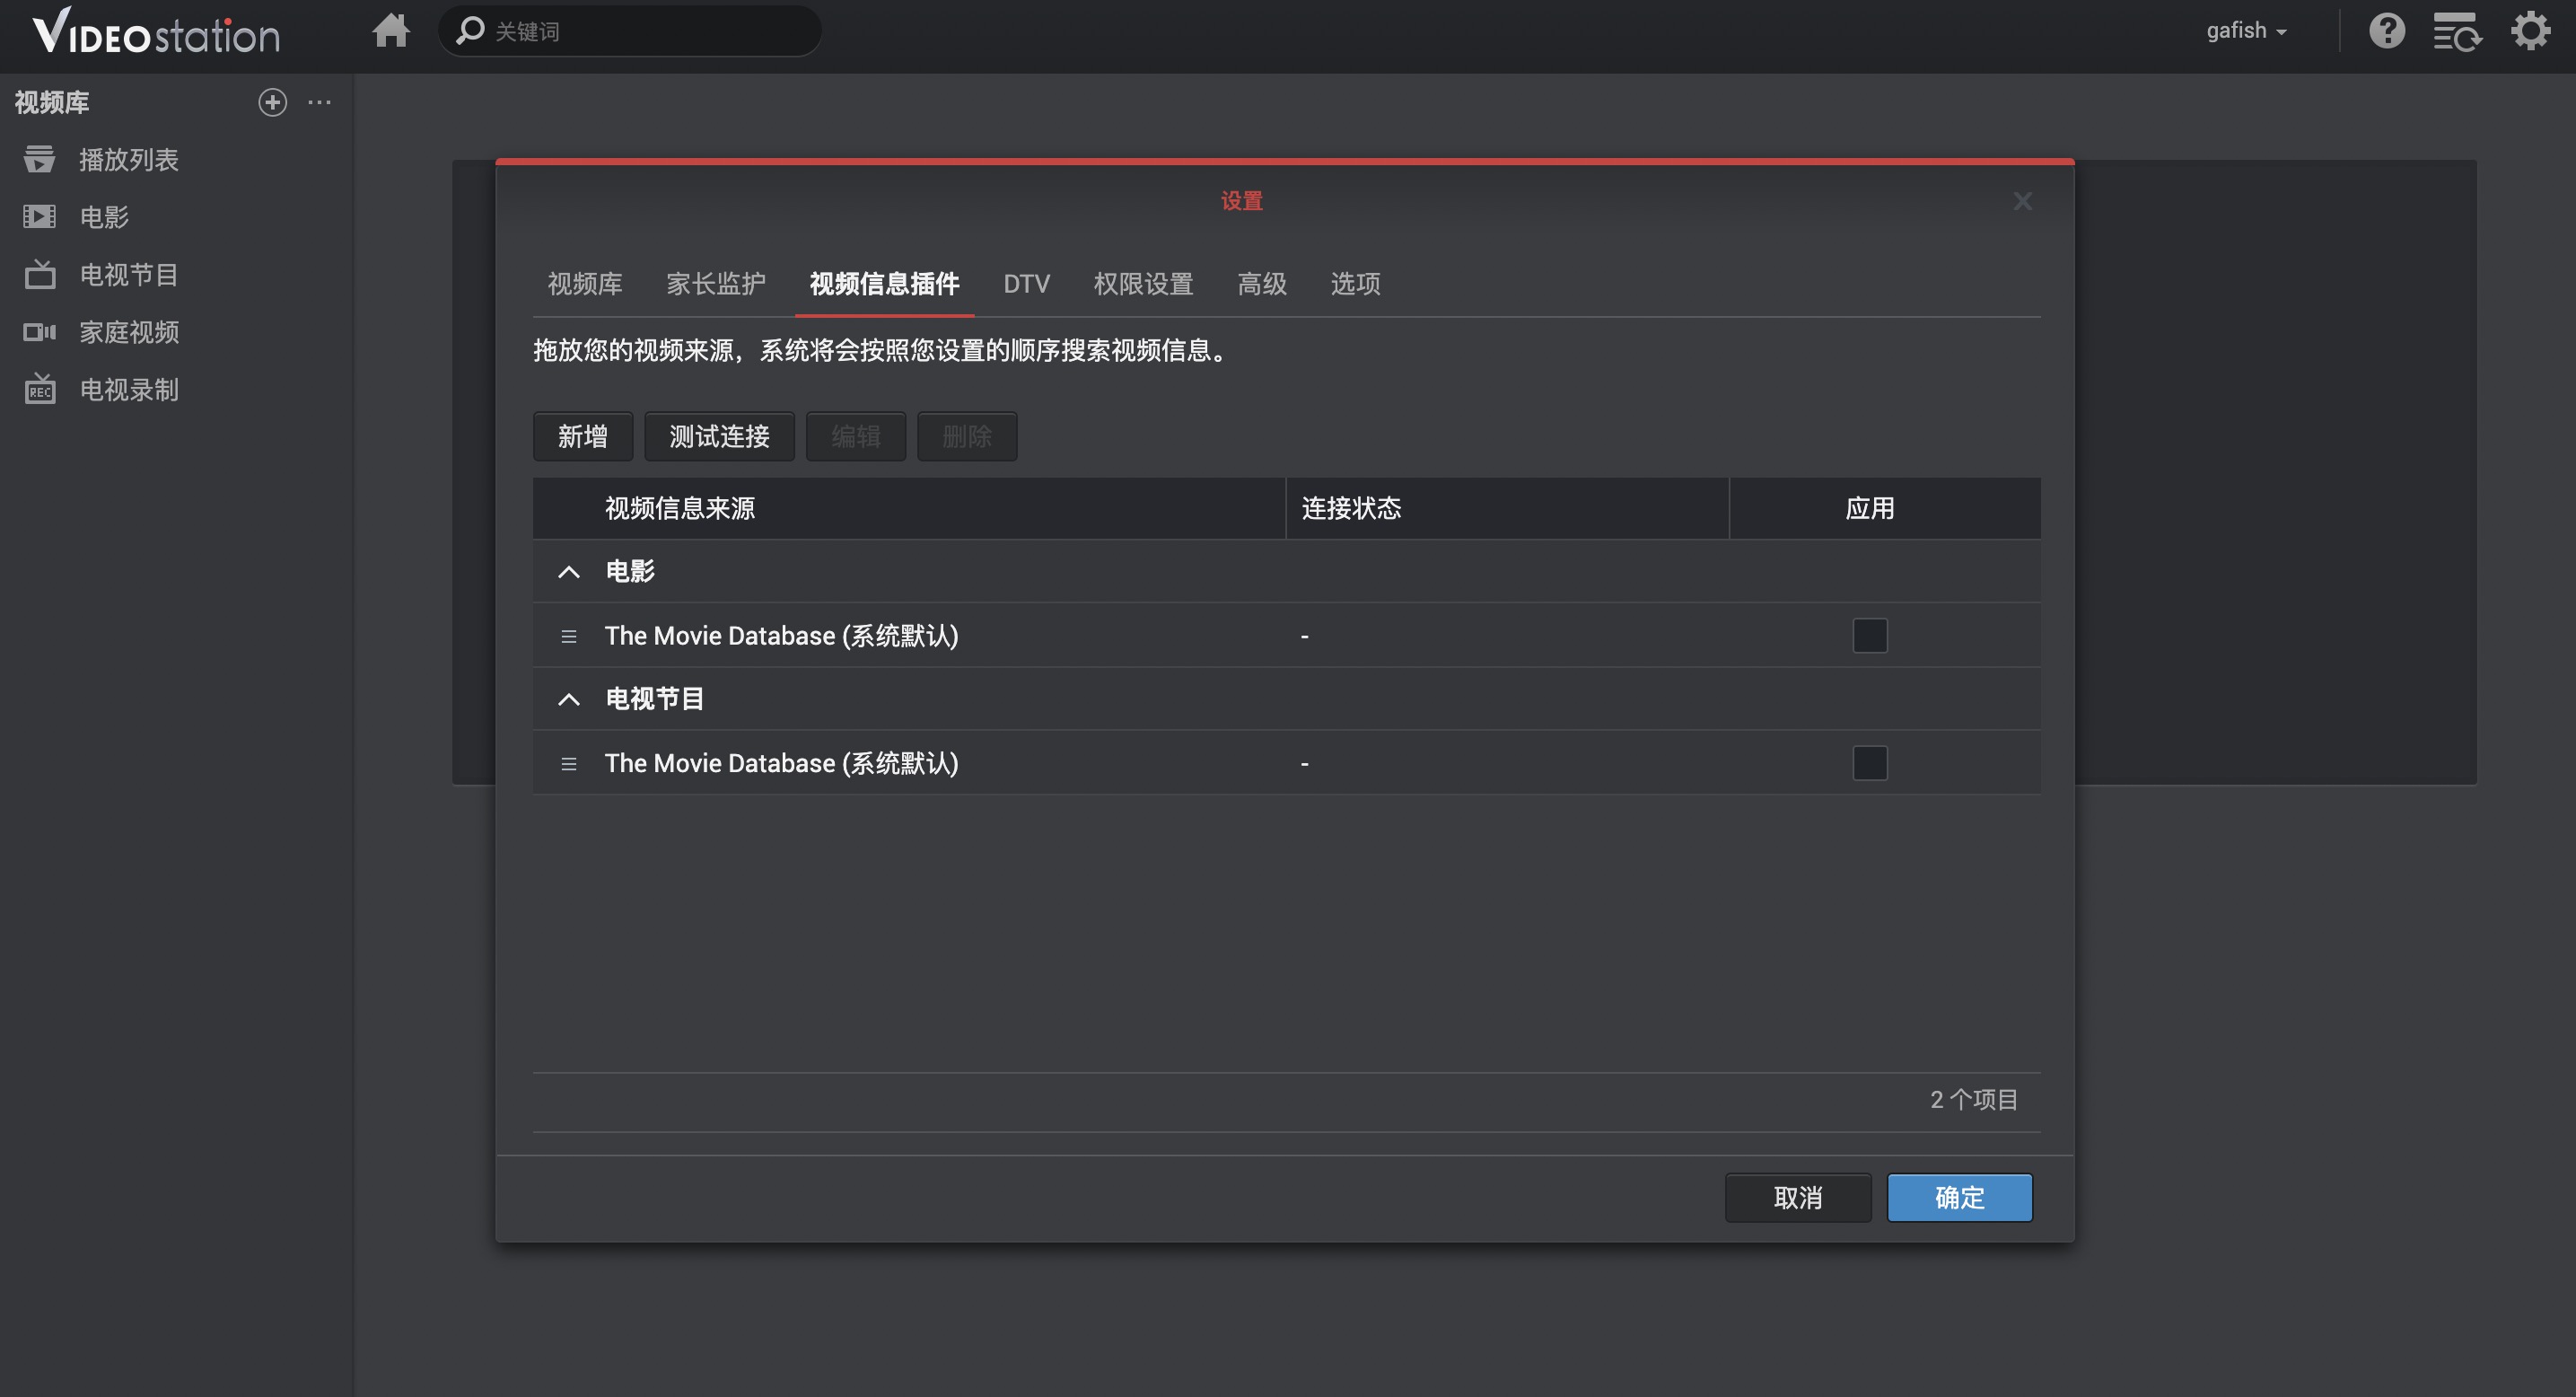 VIDEOstation
关键词
gafish
视频库
播放列表
电影
电视节目
家庭视频
REC 电视录制
设置
视频库 家长监护 视频信息插件 DTV 权限设置 高级 选项
拖放您的视频来源，系统将会按照您设置的顺序搜索视频信息。
新增 测试连接 编辑 删除
视频信息来源 连接状态 应用
电影
The Movie Database (系统默认) -
电视节目
The Movie Database (系统默认) -
2 个项目
取消 确定